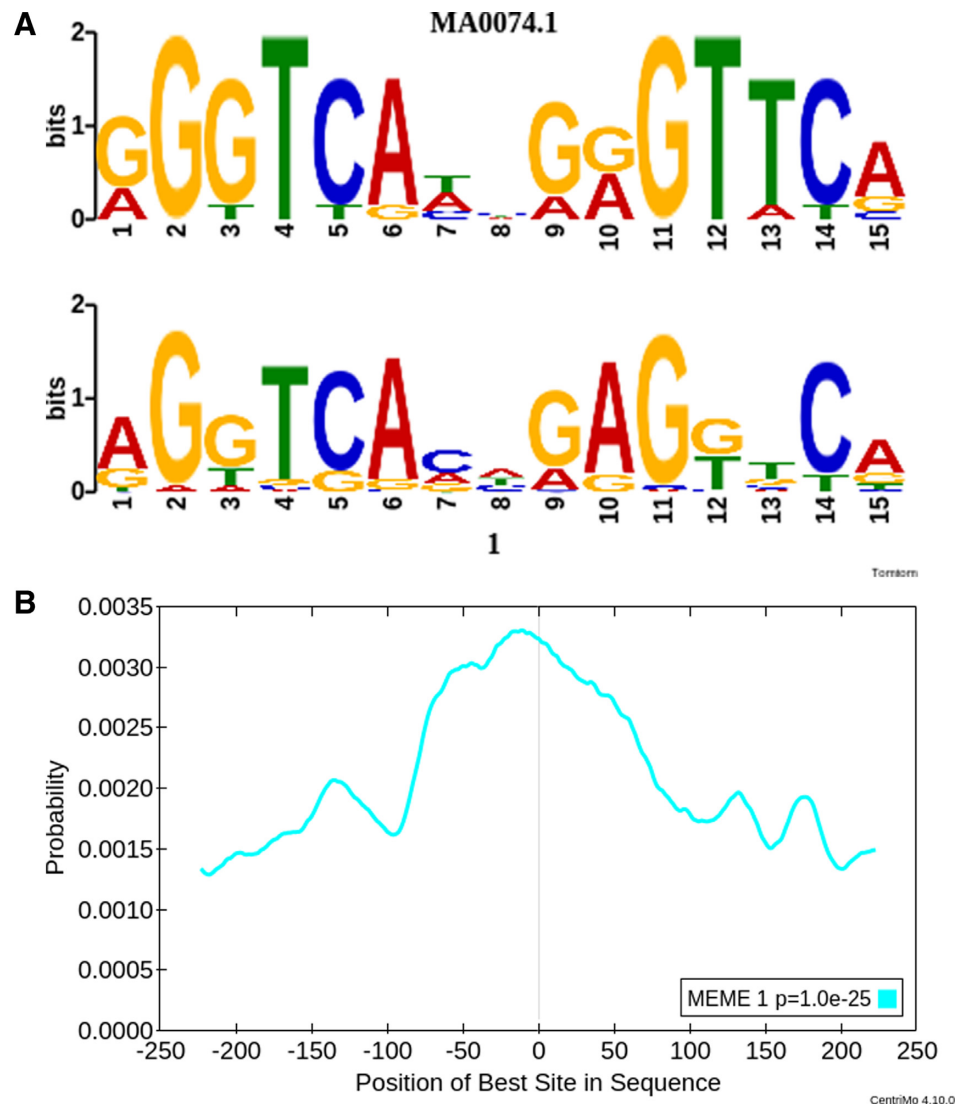 A
MA0074.1
2
bits
1
0
1 2 3 4 5 6 7 8 9 10 11 12 13 14 15
2
bits
1
0
1 2 3 4 5 6 7 8 9 10 11 12 13 14 15
1
Tomtom
B
0.0035
0.0030
0.0025
0.0020
0.0015
0.0010
0.0005
0.0000
Probability
MEME 1 p=1.0e-25
-250 -200 -150 -100 -50 0 50 100 150 200 250
Position of Best Site in Sequence
CentriMo 4.10.0